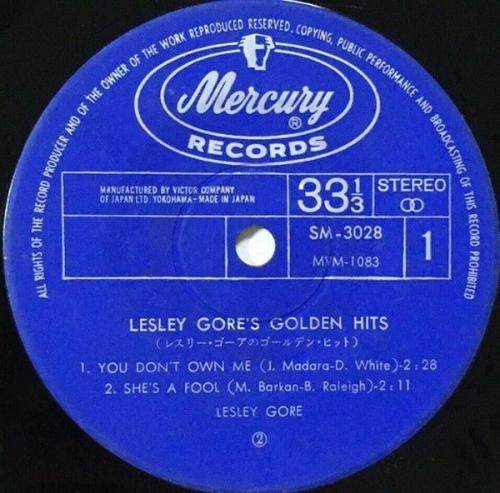 ALL RIGHTS OF THE RECORD PRODUCER AND OF THE OWNER OF THE WORK REPRODUCED RESERVED. COPYING, PUBLIC PERFORMANCE AND BROADCASTING OF THIS RECORD PROHIBITED
Mercury ®
RECORDS
MANUFACTURED BY VICTOR COMPANY
OF JAPAN LTD. YOKOHAMA-MADE IN JAPAN
33 1/3
STEREO
SM-3028
MVM-1083
1
LESLEY GORE'S GOLDEN HITS
(レスリー・ゴーアのゴールデン・ヒット)
1. YOU DON'T OWN ME (J. Madara-D. White)-2:28
2. SHE'S A FOOL (M. Barkan-B. Raleigh)-2:11
LESLEY GORE
②